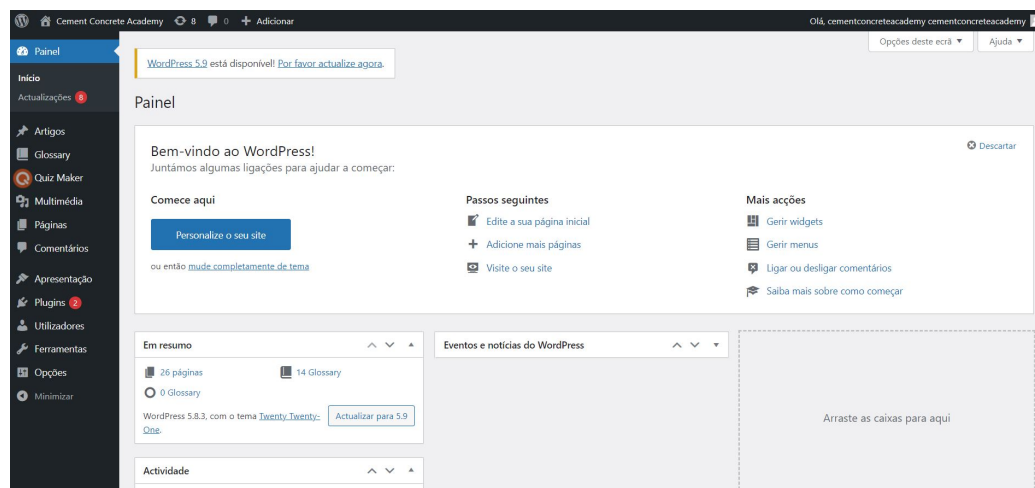 Cement Concrete Academy 8 0 + Adicionar Olá, cementconcreteacademy cementconcreteacademy
Opções deste ecrã ▼ Ajuda ▼
Painel
Início
Actualizações 8
Artigos
Glossary
Quiz Maker
Multimédia
Páginas
Comentários
Apresentação
Plugins 2
Utilizadores
Ferramentas
Opções
Minimizar
WordPress 5.9 está disponível! Por favor actualize agora.
Painel
Bem-vindo ao WordPress!
Descartar
Juntámos algumas ligações para ajudar a começar:
Comece aqui
Personalize o seu site
ou então mude completamente de tema
Passos seguintes
Edite a sua página inicial
Adicione mais páginas
Visite o seu site
Mais acções
Gerir widgets
Gerir menus
Ligar ou desligar comentários
Saiba mais sobre como começar
Em resumo
26 páginas 14 Glossary
0 Glossary
WordPress 5.8.3, com o tema Twenty Twenty-
One.
Actualizar para 5.9
Actividade
Eventos e notícias do WordPress
Arraste as caixas para aqui